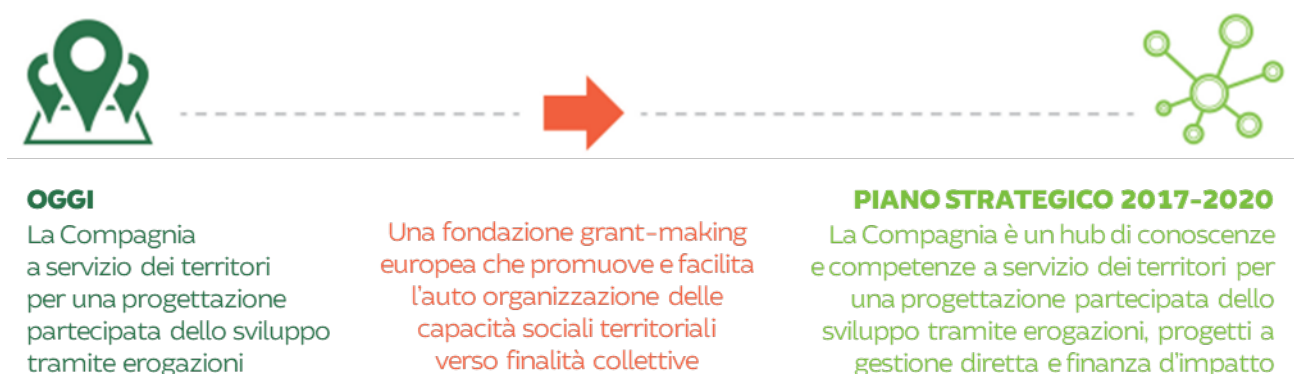 OGGI
La Compagnia
a servizio dei territori
per una progettazione
partecipata dello sviluppo
tramite erogazioni
Una fondazione grant-making
europea che promuove e facilita
l'auto organizzazione delle
capacità sociali territoriali
verso finalità collettive
PIANO STRATEGICO 2017-2020
La Compagnia è un hub di conoscenze
e competenze a servizio dei territori per
una progettazione partecipata dello
sviluppo tramite erogazioni, progetti a
gestione diretta e finanza d'impatto